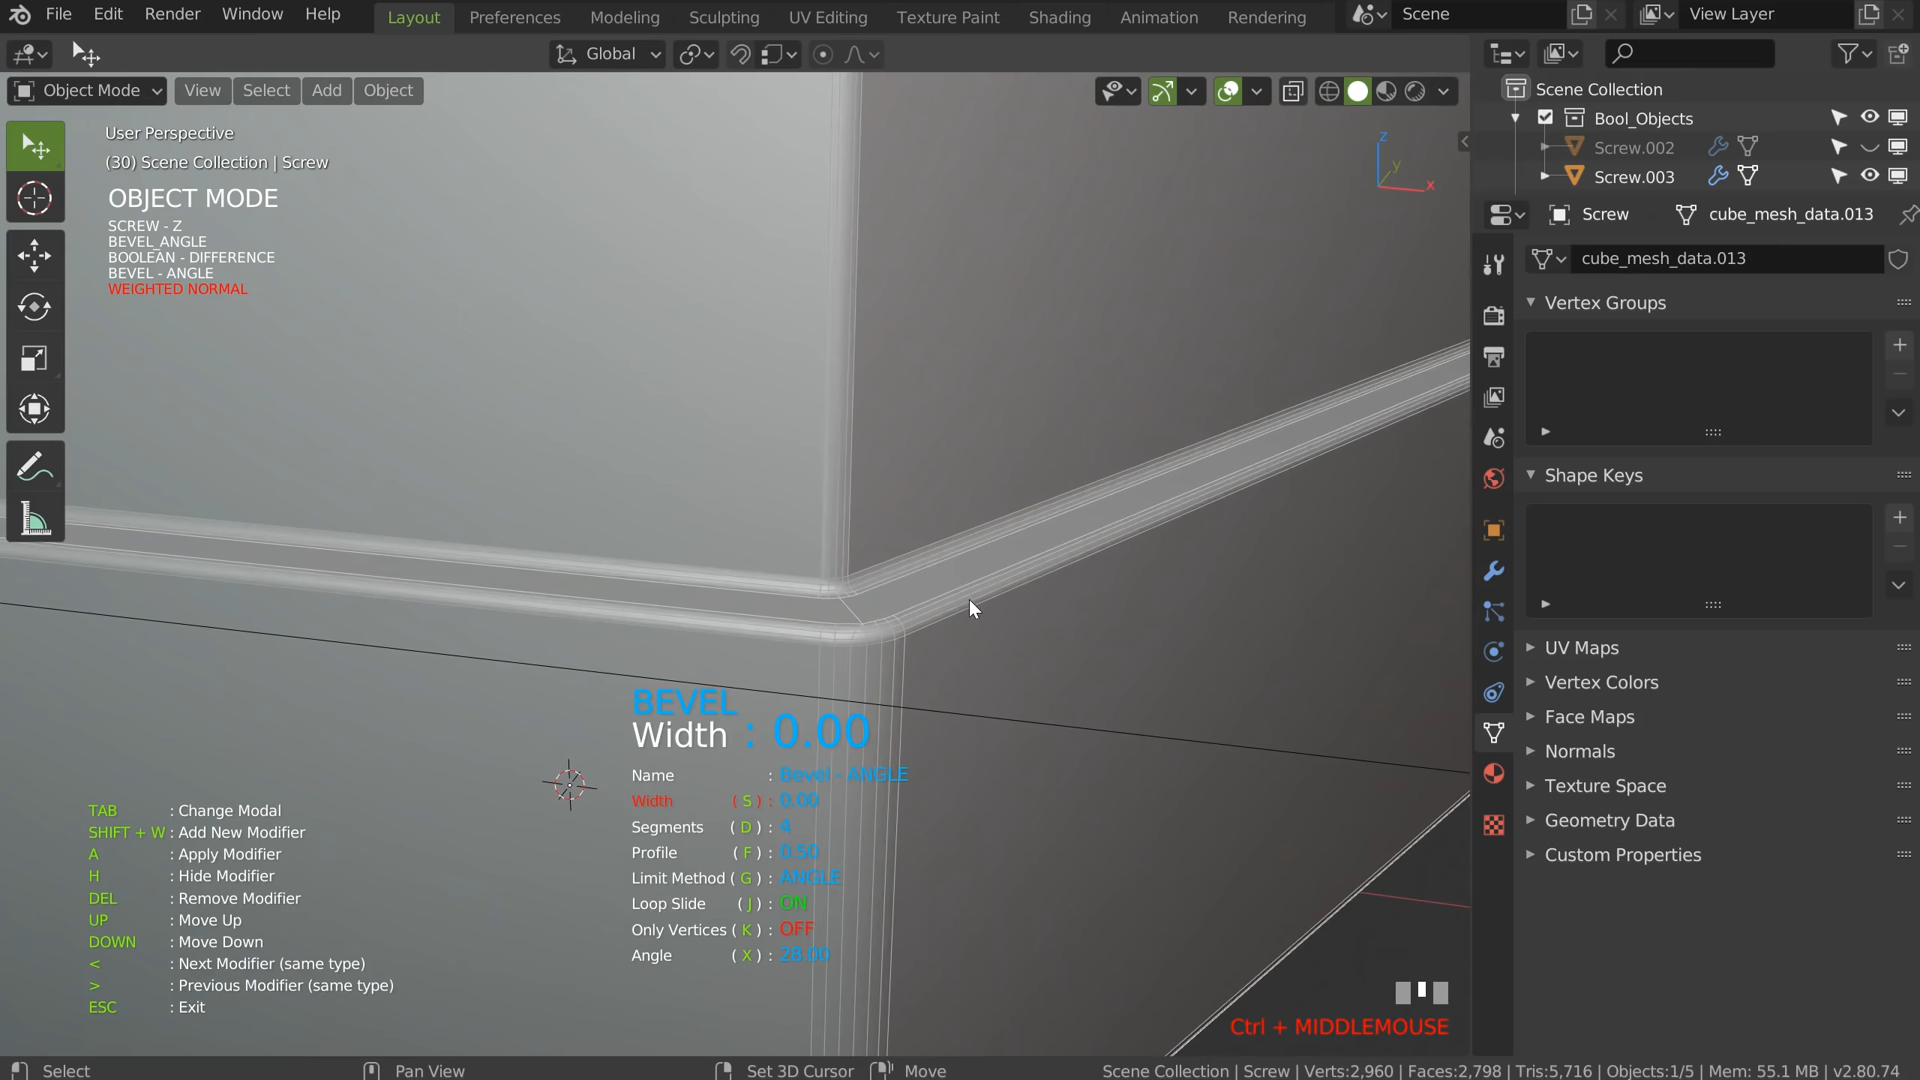 File Edit Render Window Help Layout Preferences Modeling Sculpting UV Editing Texture Paint Shading Animation Rendering Scene View Layer
Global
Object Mode View Select Add Object
Scene Collection
Bool_Objects
Screw.002
Screw.003
User Perspective
(30) Scene Collection | Screw
OBJECT MODE
SCREW - Z
BEVEL_ANGLE
BOOLEAN - DIFFERENCE
BEVEL - ANGLE
WEIGHTED NORMAL
Z
Y
X
Screw cube_mesh_data.013
cube_mesh_data.013
Vertex Groups
Shape Keys
UV Maps
Vertex Colors
Face Maps
Normals
Texture Space
Geometry Data
Custom Properties
BEVEL
Width : 0.00
Name : Bevel - ANGLE
Width ( S ) : 0.00
Segments ( D ) : 4
Profile ( F ) : 0.50
Limit Method ( G ) : ANGLE
Loop Slide ( J ) : ON
Only Vertices ( K ) : OFF
Angle ( X ) : 28.00
TAB : Change Modal
SHIFT + W : Add New Modifier
A : Apply Modifier
H : Hide Modifier
DEL : Remove Modifier
UP : Move Up
DOWN : Move Down
< : Next Modifier (same type)
> : Previous Modifier (same type)
ESC : Exit
Ctrl + MIDDLEMOUSE
Select Pan View Set 3D Cursor Move Scene Collection | Screw | Verts:2,960 | Faces:2,798 | Tris:5,716 | Objects:1/5 | Mem: 55.1 MB | v2.80.74